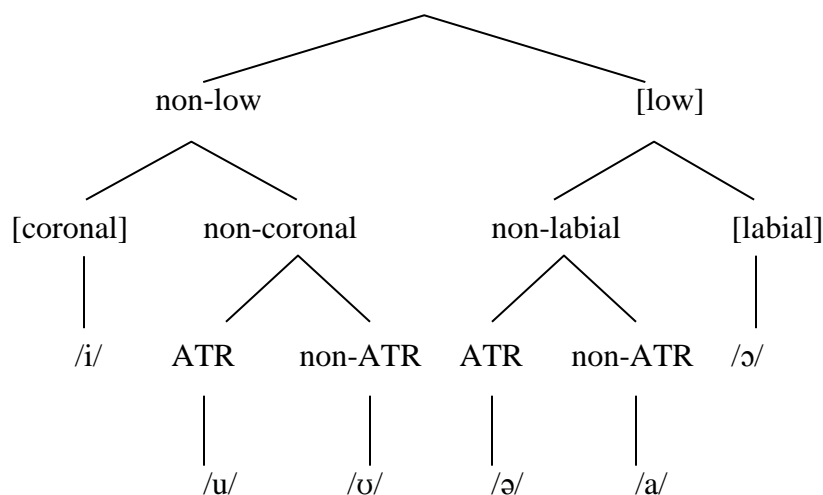 non-low [low]
[coronal] non-coronal non-labial [labial]
/i/ ATR non-ATR ATR non-ATR /ɔ/
/u/ /ʊ/ /ə/ /a/